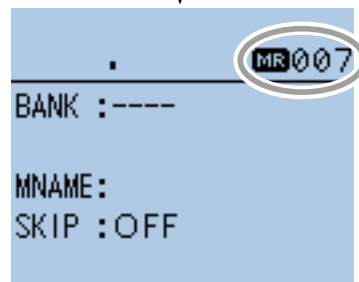 . MR007
BANK :----
MNAME:
SKIP :OFF